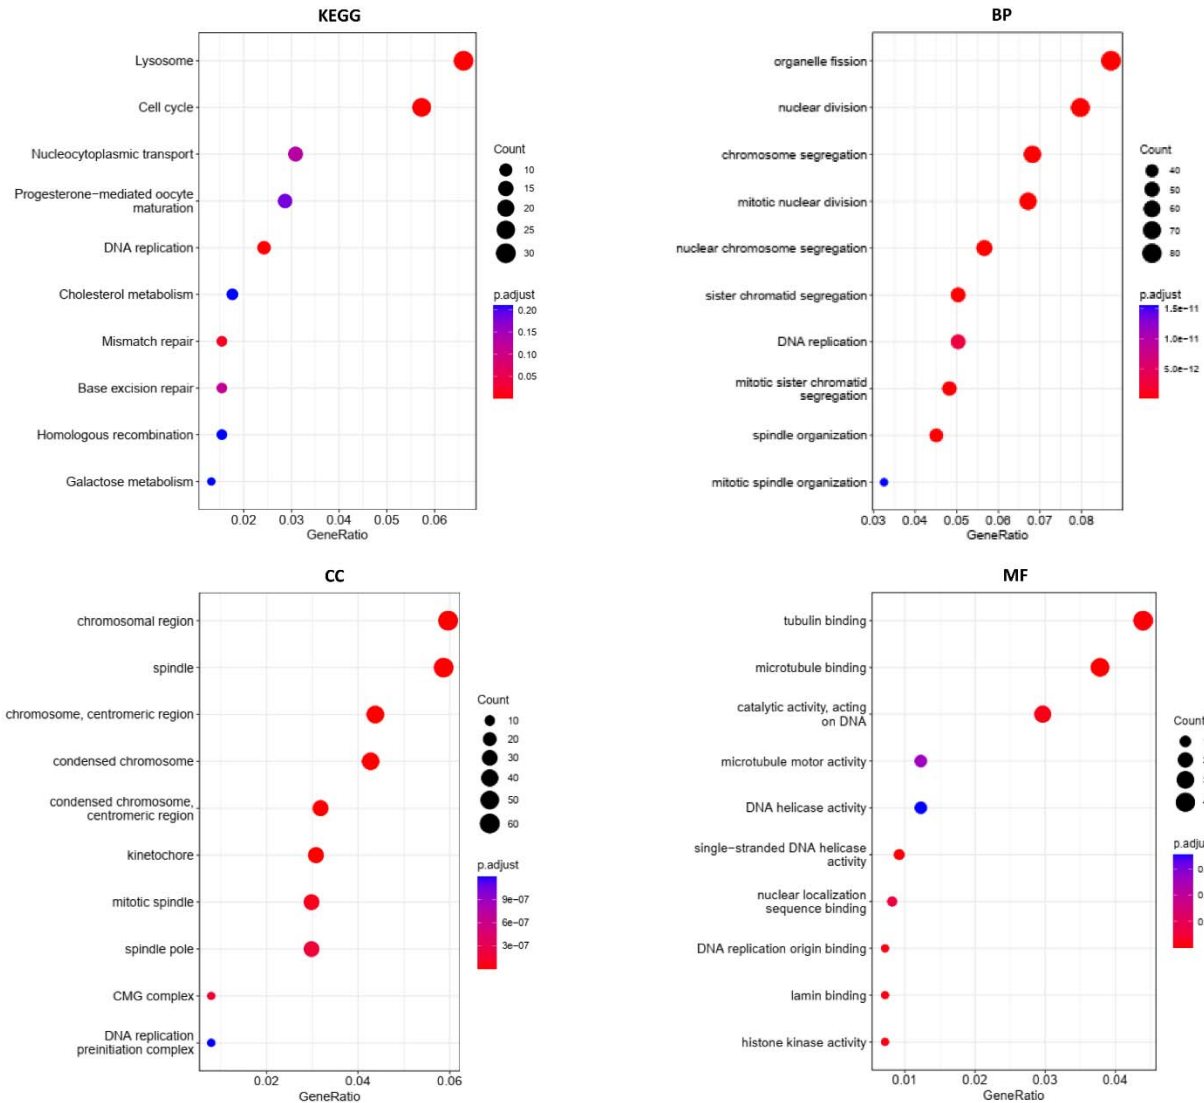 KEGG
Lysosome
Cell cycle
Nucleocytoplasmic transport
Progesterone−mediated oocyte
maturation
DNA replication
Cholesterol metabolism
Mismatch repair
Base excision repair
Homologous recombination
Galactose metabolism
0.02 0.03 0.04 0.05 0.06
GeneRatio
Count
10
15
20
25
30
p.adjust
0.20
0.15
0.10
0.05
BP
organelle fission
nuclear division
chromosome segregation
mitotic nuclear division
nuclear chromosome segregation
sister chromatid segregation
DNA replication
mitotic sister chromatid
segregation
spindle organization
mitotic spindle organization
0.03 0.04 0.05 0.06 0.07 0.08
GeneRatio
Count
40
50
60
70
80
p.adjust
1.5e−11
1.0e−11
5.0e−12
CC
chromosomal region
spindle
chromosome, centromeric region
condensed chromosome
condensed chromosome,
centromeric region
kinetochore
mitotic spindle
spindle pole
CMG complex
DNA replication
preinitiation complex
0.02 0.04 0.06
GeneRatio
Count
10
20
30
40
50
60
p.adjust
9e−07
6e−07
3e−07
MF
tubulin binding
microtubule binding
catalytic activity, acting
on DNA
microtubule motor activity
DNA helicase activity
single−stranded DNA helicase
activity
nuclear localization
sequence binding
DNA replication origin binding
lamin binding
histone kinase activity
0.01 0.02 0.03 0.04
GeneRatio
Count
p.adju
0.
0.
0.